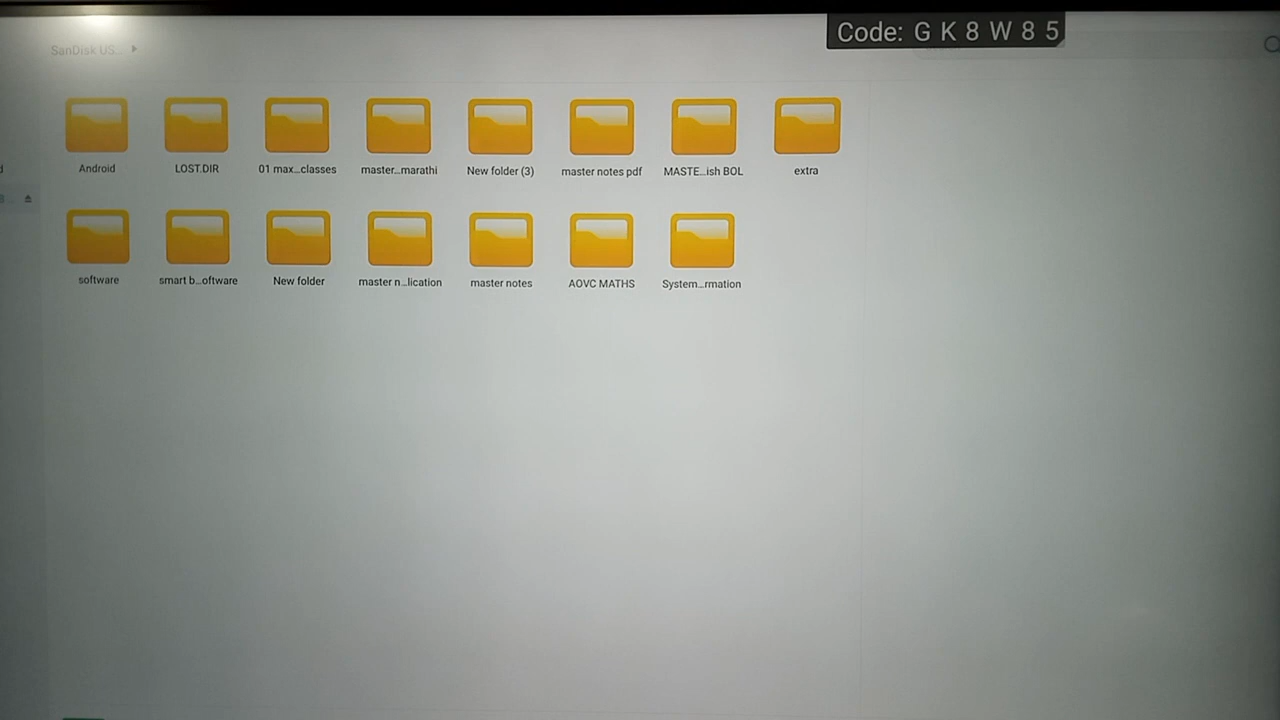 Code: G K 8 W 8 5
SanDisk US...
Android
LOST.DIR
01 max...classes
master...marathi
New folder (3)
master notes pdf
MASTE...ish BOL
extra
software
smart b...oftware
New folder
master n...lication
master notes
AOVC MATHS
System...rmation